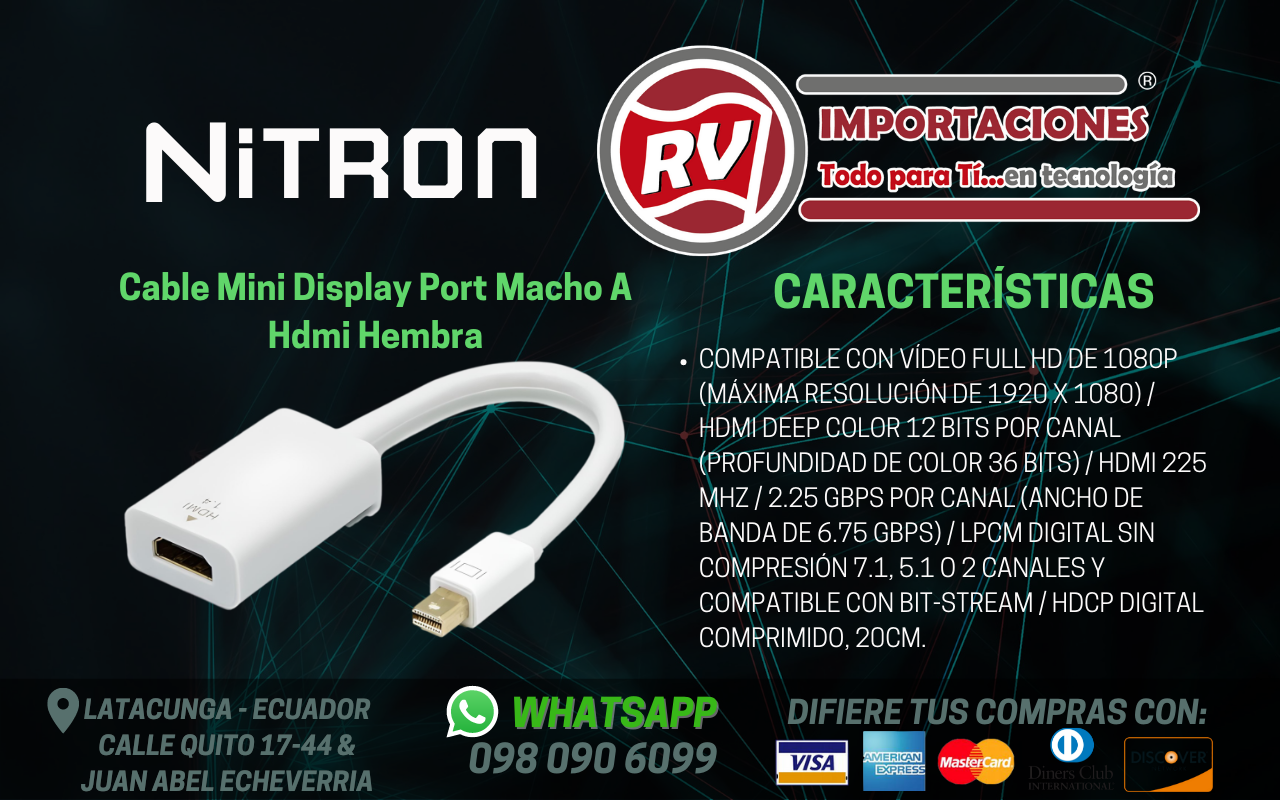 NiTRON
RV
IMPORTACIONES
®
Todo para Tí...en tecnología
Cable Mini Display Port Macho A
Hdmi Hembra
HDMI
1.4
CARACTERÍSTICAS
• COMPATIBLE CON VÍDEO FULL HD DE 1080P
(MÁXIMA RESOLUCIÓN DE 1920 X 1080) /
HDMI DEEP COLOR 12 BITS POR CANAL
(PROFUNDIDAD DE COLOR 36 BITS) / HDMI 225
MHZ / 2.25 GBPS POR CANAL (ANCHO DE
BANDA DE 6.75 GBPS) / LPCM DIGITAL SIN
COMPRESIÓN 7.1, 5.1 O 2 CANALES Y
COMPATIBLE CON BIT-STREAM / HDCP DIGITAL
COMPRIMIDO, 20CM.
LATACUNGA - ECUADOR
CALLE QUITO 17-44 &
JUAN ABEL ECHEVERRIA
WHATSAPP
098 090 6099
DIFIERE TUS COMPRAS CON:
VISA
AMERICAN
EXPRESS
MasterCard
Diners Club
INTERNATIONAL
DISCOVER